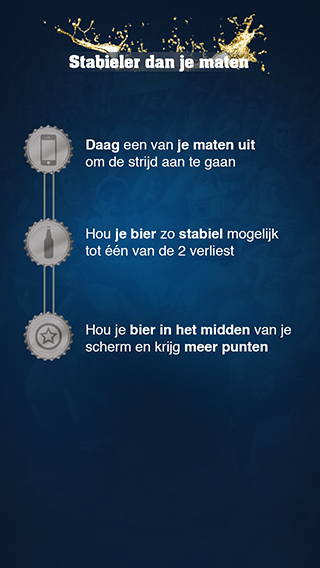 Stabieler dan je maten
Daag een van je maten uit
om de strijd aan te gaan
Hou je bier zo stabiel mogelijk
tot één van de 2 verliest
Hou je bier in het midden van je
scherm en krijg meer punten